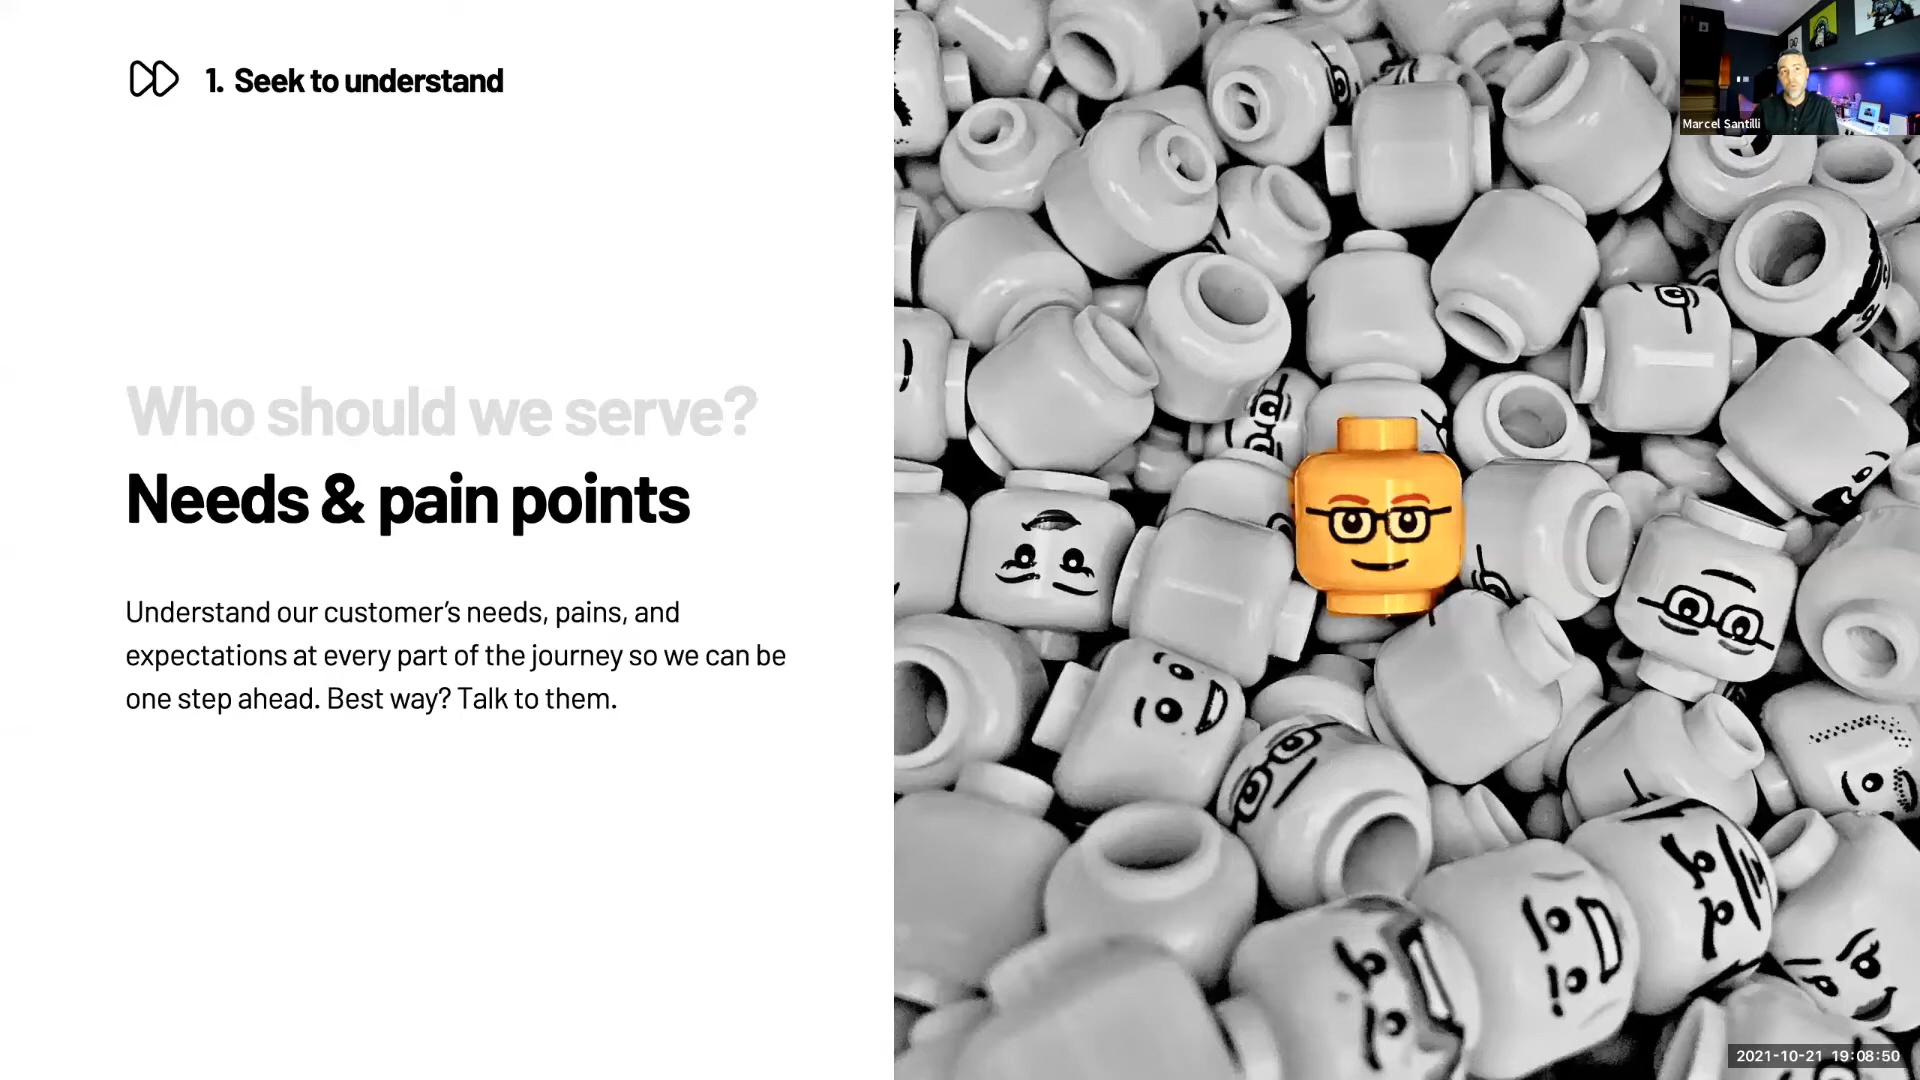 1. Seek to understand
Who should we serve?
Needs & pain points
Understand our customer’s needs, pains, and
expectations at every part of the journey so we can be
one step ahead. Best way? Talk to them.
Marcel Santilli
2021-10-21 19:08:50